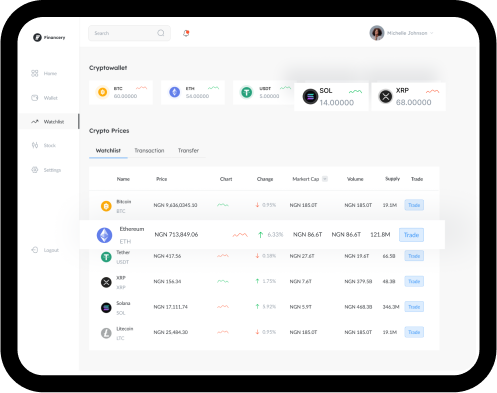 Financery
Search
Michelle Johnson
Home
Wallet
Watchlist
Stock
Settings
Logout
Cryptowallet
BTC
60.00000
ETH
54.00000
USDT
5.00000
SOL
14.00000
XRP
68,00000
Crypto Prices
Watchlist Transaction Transfer
Name Price Chart Change Market Cap Volume Supply Trade
Bitcoin
BTC
NGN 9,636,0345.10 0.95% NGN 185.0T NGN 185.0T 19.1M Trade
Ethereum
ETH
NGN 713,849.06 6.33% NGN 86.6T NGN 86.6T 121.8M Trade
Tether
USDT
NGN 417.56 0.18% NGN 27.6T NGN 19.6T 66.5B Trade
XRP
XRP
NGN 156.34 1.75% NGN 7.6T NGN 379.5B 48.3B Trade
Solana
SOL
NGN 17,111.74 5.92% NGN 5.9T NGN 468.3B 346.3M Trade
Litecoin
LTC
NGN 25,484.30 0.95% NGN 185.0T NGN 185.0T 19.1M Trade